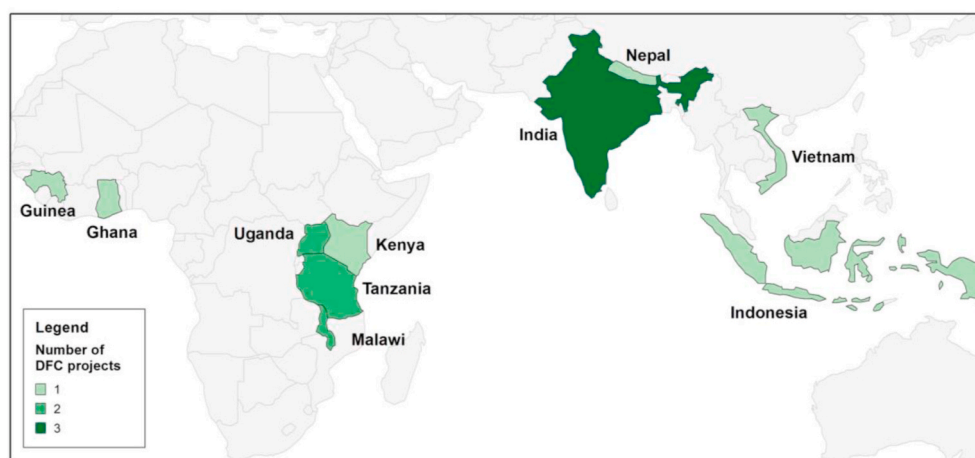 Nepal
India
Vietnam
Guinea
Ghana
Uganda
Kenya
Tanzania
Indonesia
Malawi
Legend
Number of
DFC projects
1
2
3